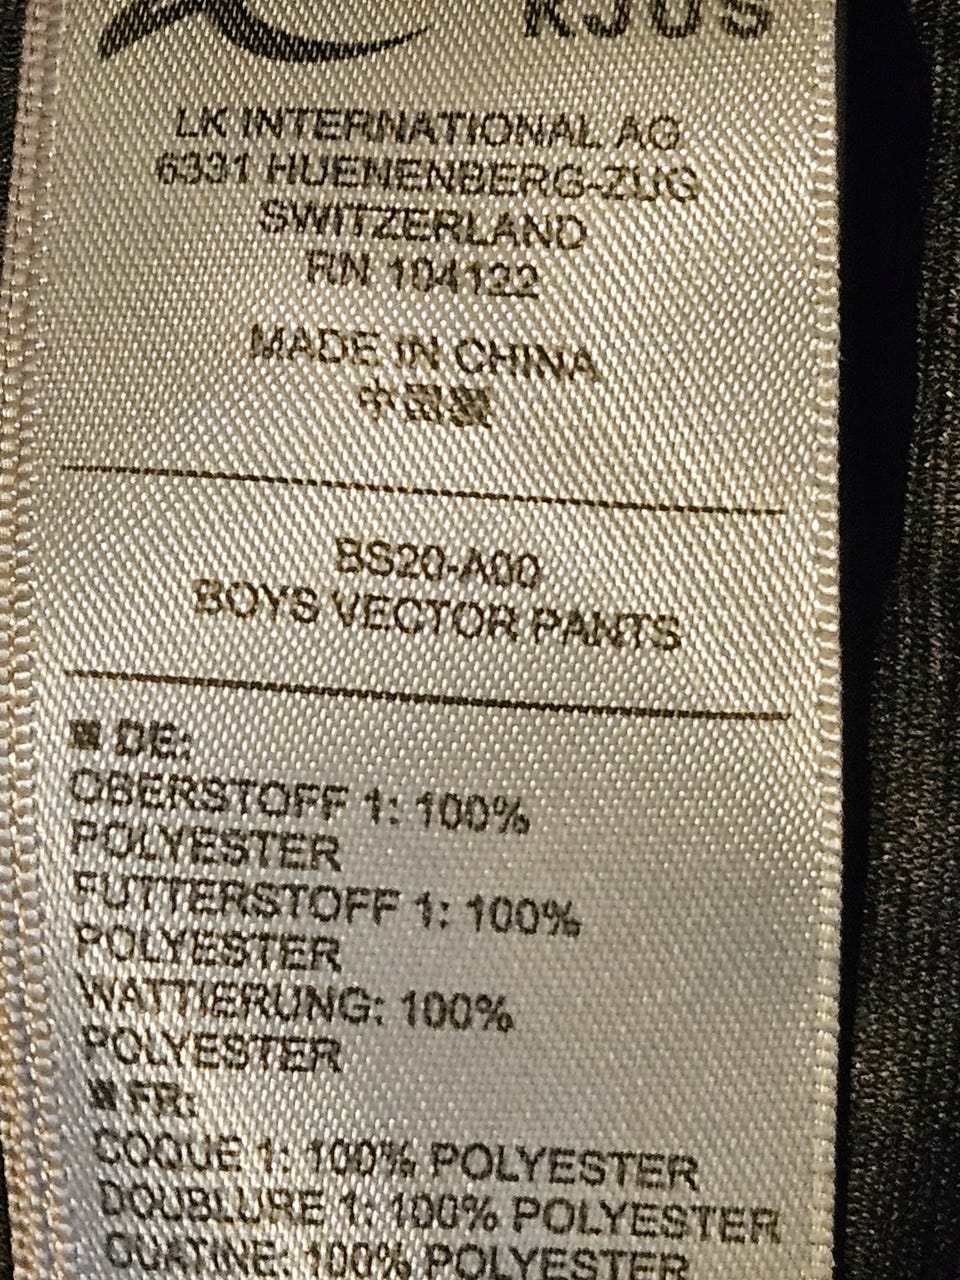 KJUS
LK INTERNATIONAL AG
6331 HUENENBERG-ZUG
SWITZERLAND
RN 104122
MADE IN CHINA
中国製
BS20-A00
BOYS VECTOR PANTS
DE:
OBERSTOFF 1: 100%
POLYESTER
FUTTERSTOFF 1: 100%
POLYESTER
WATTIERUNG: 100%
POLYESTER
FR:
COQUE 1: 100% POLYESTER
DOUBLURE 1: 100% POLYESTER
OUATINE: 100% POLYESTER